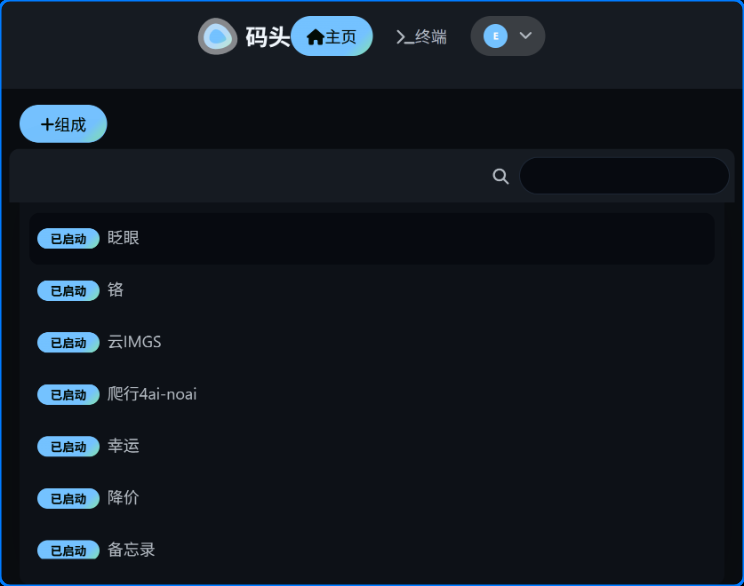 码头
主页
终端
E
组成
已启动 眨眼
已启动 铬
已启动 云IMGS
已启动 爬行4ai-noai
已启动 幸运
已启动 降价
已启动 备忘录